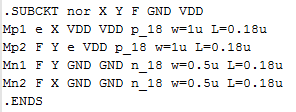 .SUBCKT nor X Y F GND VDD
Mp1 e X VDD VDD p_18 w=1u L=0.18u
Mp2 F Y e VDD p_18 w=1u L=0.18u
Mn1 F Y GND GND n_18 w=0.5u L=0.18u
Mn2 F X GND GND n_18 w=0.5u L=0.18u
.ENDS